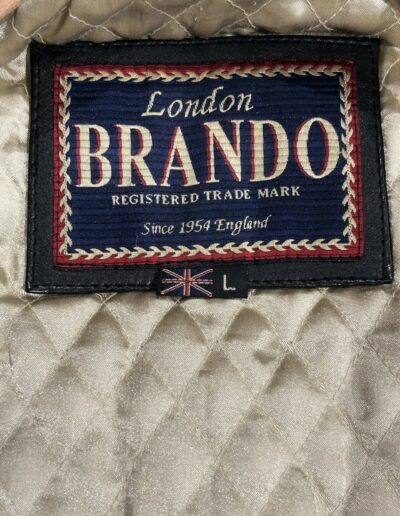 London
BRANDO
REGISTERED TRADE MARK
Since 1954 England
L